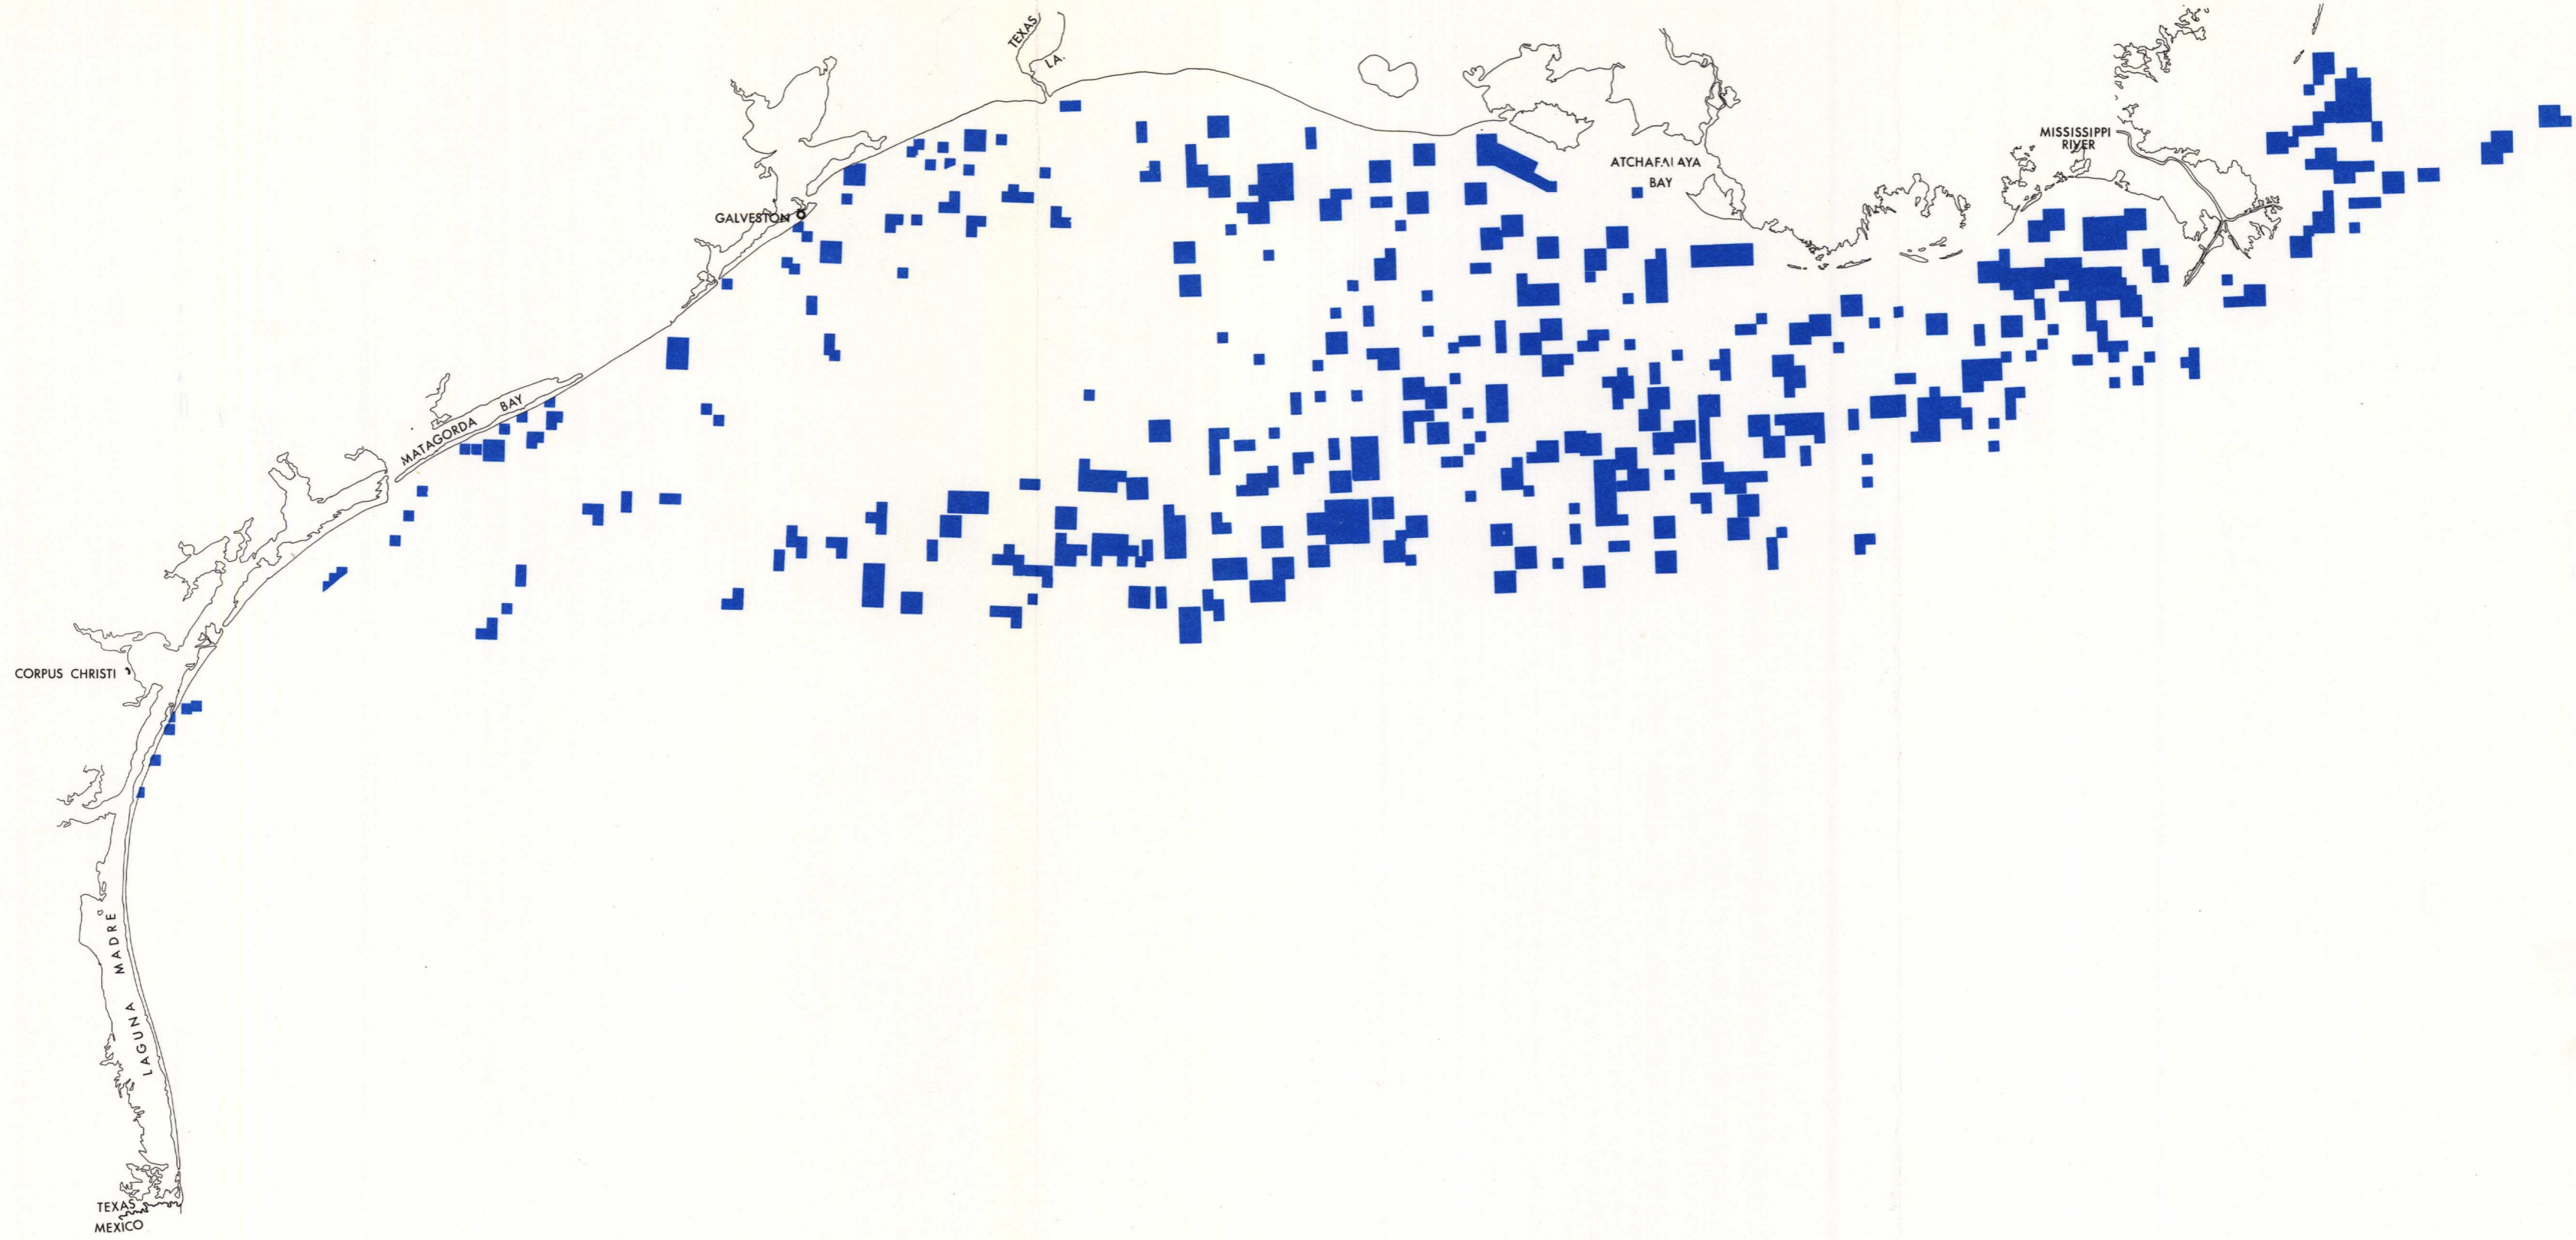 TEXAS
LA.
MISSISSIPPI
RIVER
ATCHAFALAYA
BAY
GALVESTON
MATAGORDA BAY
CORPUS CHRISTI
LAGUNA MADRE
TEXAS
MEXICO